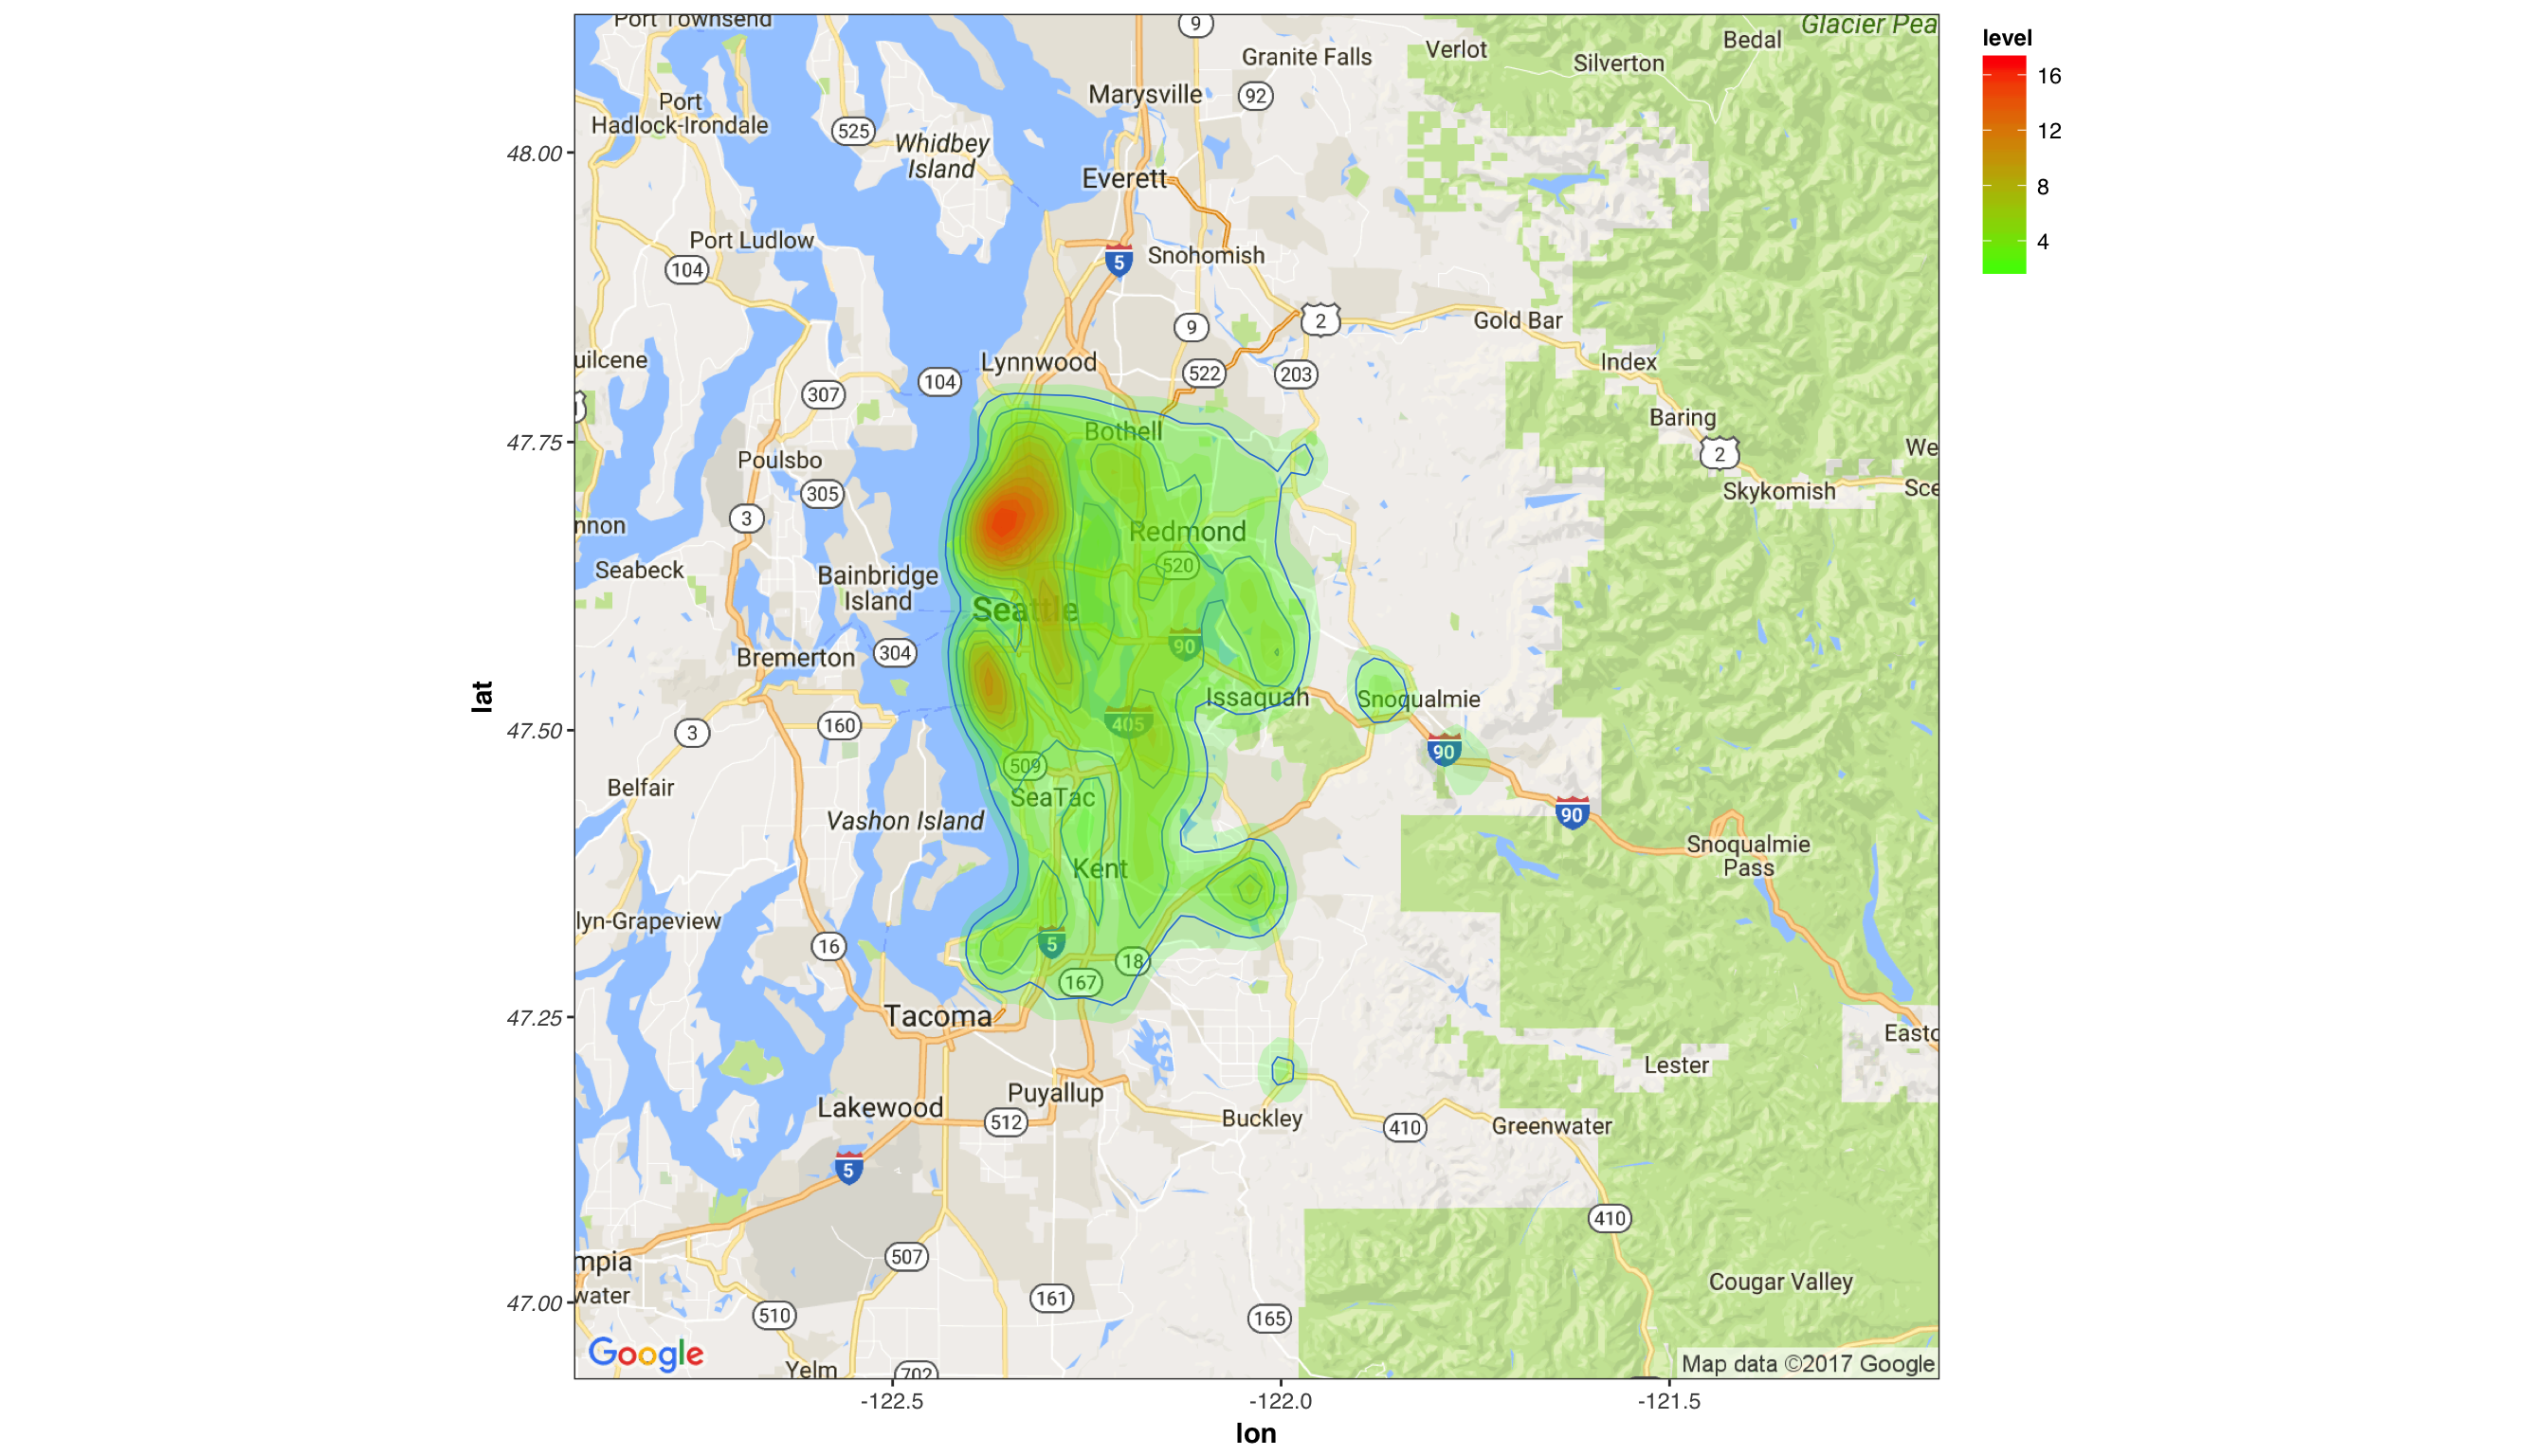 Port Townsend
9
Granite Falls
Verlot
Silverton
Bedal
Glacier Pea
level
16
12
8
4
Port
Hadlock-Irondale
Marysville
92
525
Whidbey
Island
48.00
Everett
Port Ludlow
104
5
Snohomish
9
2
Gold Bar
uilcene
Lynnwood
104
522
203
Index
307
Baring
47.75
Bothell
2
We
Poulsbo
305
Skykomish
Sce
3
nnon
Redmond
520
Seabeck
Bainbridge
Island
Seattle
90
Bremerton
304
lat
Issaquah
Snoqualmie
47.50
3
160
405
90
509
Belfair
SeaTac
Vashon Island
90
Snoqualmie
Pass
Kent
lyn-Grapeview
16
5
18
167
47.25
Tacoma
Easto
Lester
Puyallup
Lakewood
512
Buckley
410
Greenwater
5
410
507
mpia
water
Cougar Valley
47.00
510
161
165
Google
Yelm
702
Map data ©2017 Google
-122.5
-122.0
-121.5
lon